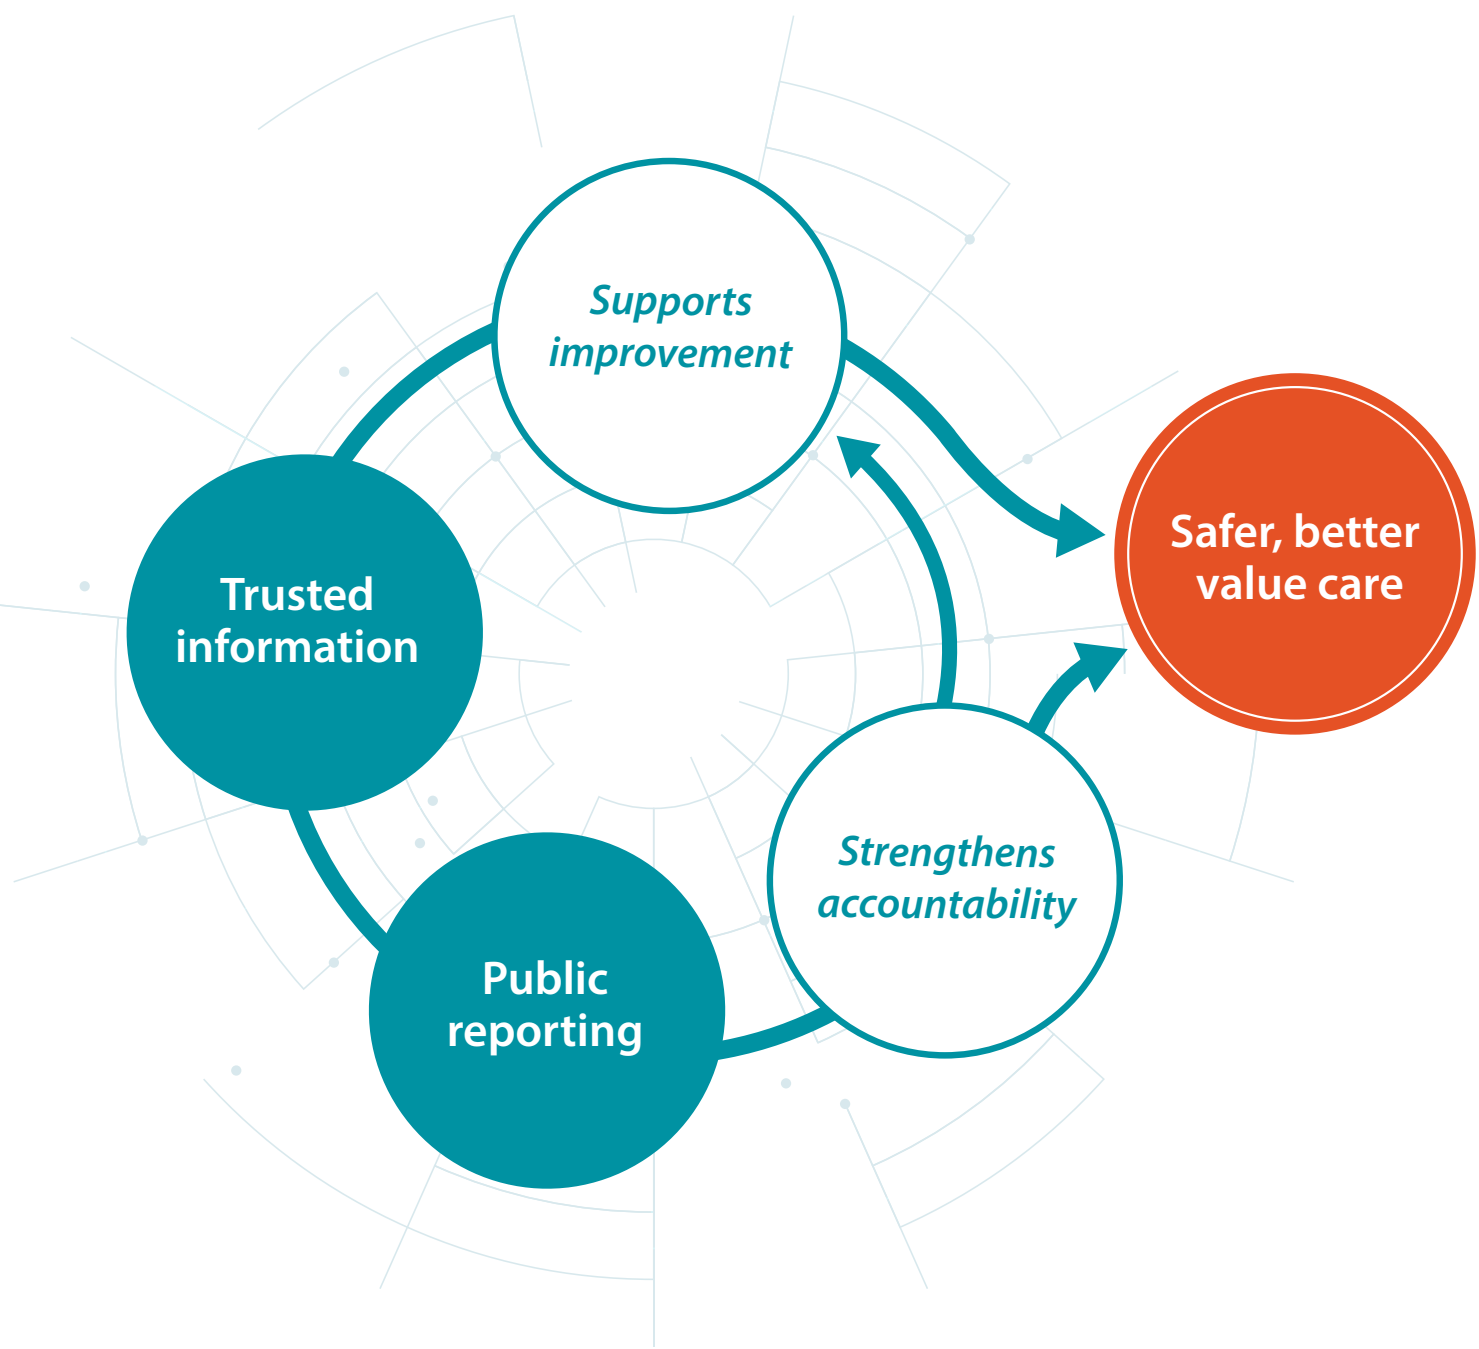 Supports
improvement
Trusted
information
Safer, better
value care
Strengthens
accountability
Public
reporting